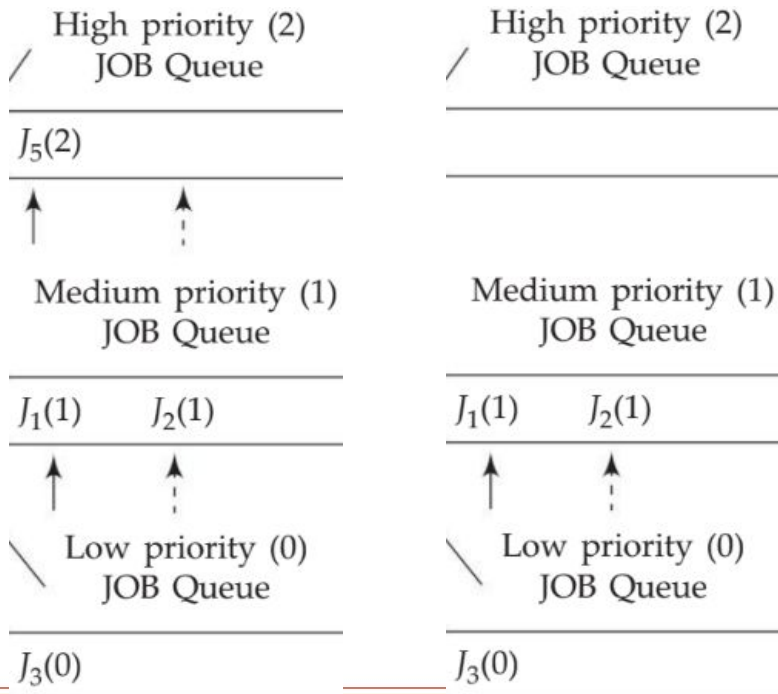 High priority (2)
JOB Queue
J₅(2)
Medium priority (1)
JOB Queue
J₁(1) J₂(1)
Low priority (0)
JOB Queue
J₃(0)
High priority (2)
JOB Queue
Medium priority (1)
JOB Queue
J₁(1) J₂(1)
Low priority (0)
JOB Queue
J₃(0)